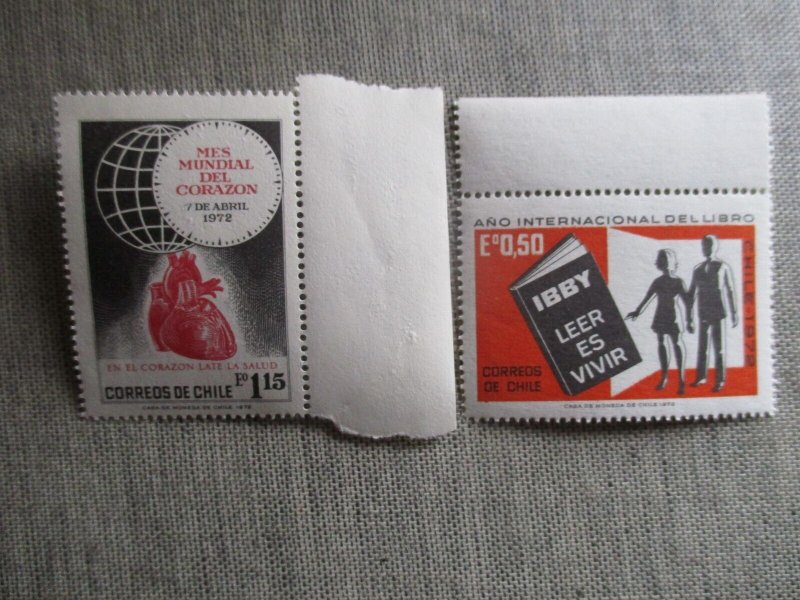 MES
MUNDIAL
DEL
CORAZON
7 DE ABRIL
1972
EN EL CORAZON LATE LA SALUD
CORREOS DE CHILE Eº 1 15
CASA DE MONEDA DE CHILE 1972
AÑO INTERNACIONAL DEL LIBRO
Eº0,50
CHILE-1972
IBBY
LEER
ES
VIVIR
CORREOS
DE CHILE
CASA DE MONEDA DE CHILE 1972